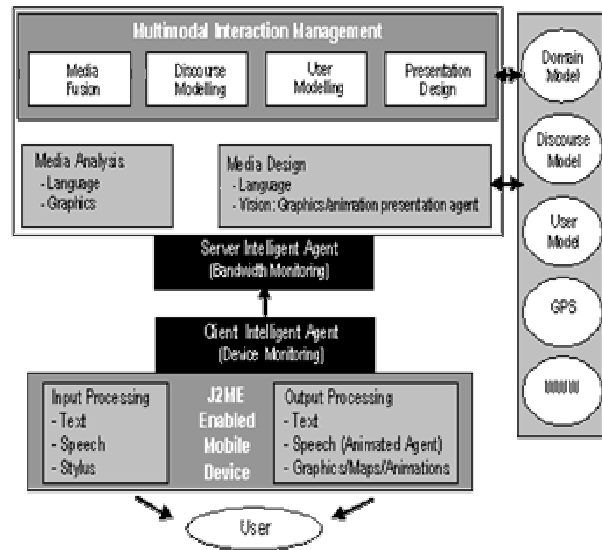 Multimodal Interaction Management
Media
Fusion
Discourse
Modelling
User
Modelling
Presentation
Design
Media Analysis
- Language
- Graphics
Media Design
- Language
- Vision: Graphics/animation presentation agent
Server Intelligent Agent
(Bandwidth Monitoring)
Client Intelligent Agent
(Device Monitoring)
Input Processing
- Text
- Speech
- Stylus
J2ME
Enabled
Mobile
Device
Output Processing
- Text
- Speech (Animated Agent)
- Graphics/Maps/Animations
User
Domain
Model
Discourse
Model
User
Model
GPS
WWW